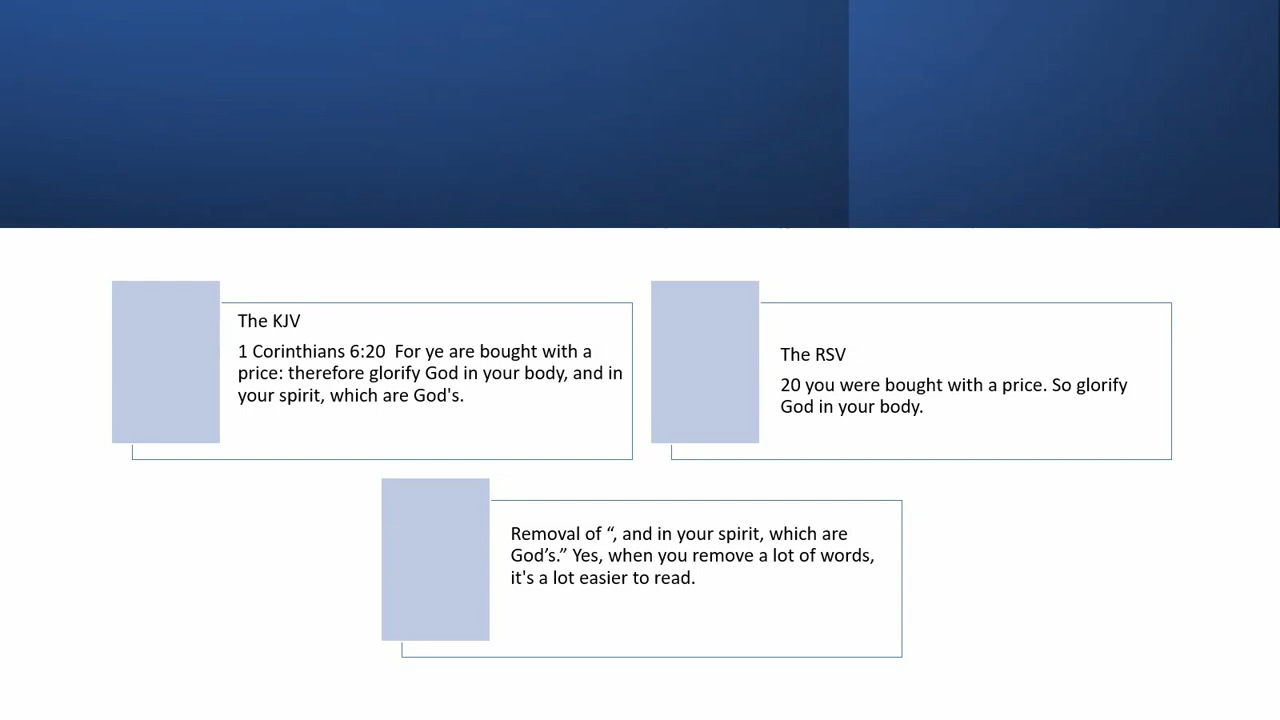 The KJV
1 Corinthians 6:20  For ye are bought with a
price: therefore glorify God in your body, and in
your spirit, which are God's.
The RSV
20 you were bought with a price. So glorify
God in your body.
Removal of “, and in your spirit, which are
God’s.” Yes, when you remove a lot of words,
it's a lot easier to read.